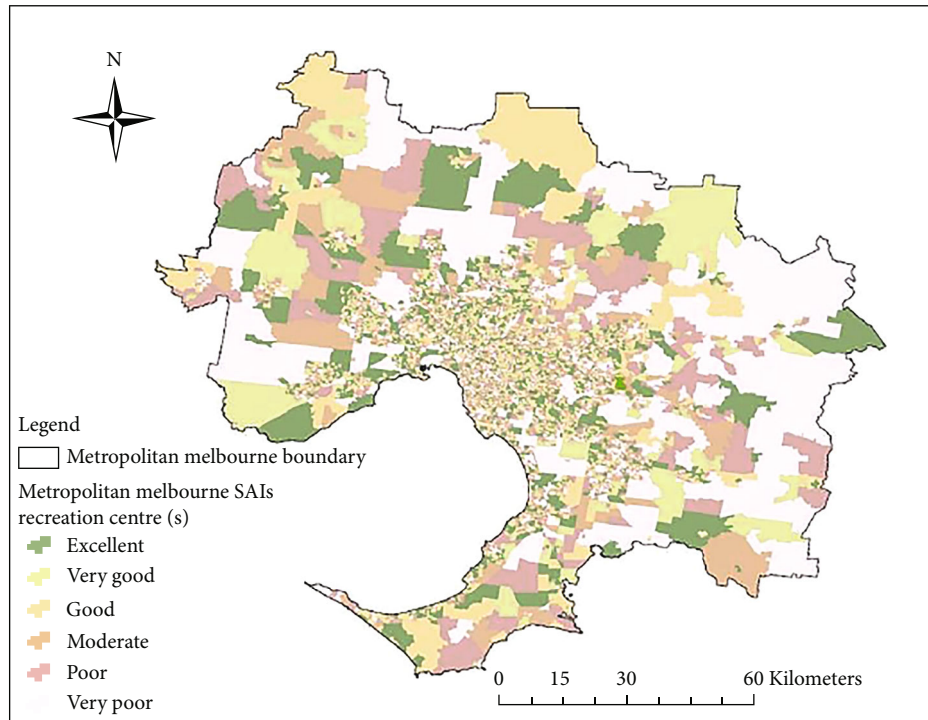 N
Legend
Metropolitan melbourne boundary
Metropolitan melbourne SAIs
recreation centre (s)
Excellent
Very good
Good
Moderate
Poor
Very poor
0 15 30 60 Kilometers